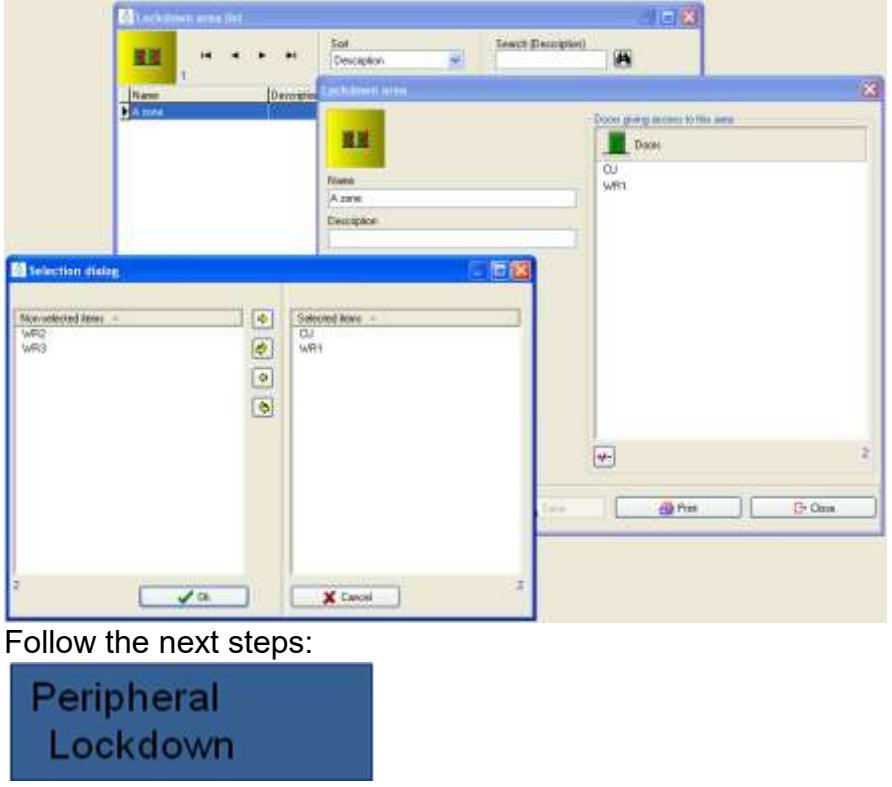 Lockdown area list
Sort
Description
Search (Description)
1
Name
Description
A zone
Lockdown area
Name
A zone
Description
Doors giving access to this area
Doors
CU
WR1
+/-
2
Save
Print
Close
Selection dialog
Non-selected items
WR2
WR3
Selected items
CU
WR1
2
Ok
Cancel
2
Follow the next steps:
Peripheral
Lockdown